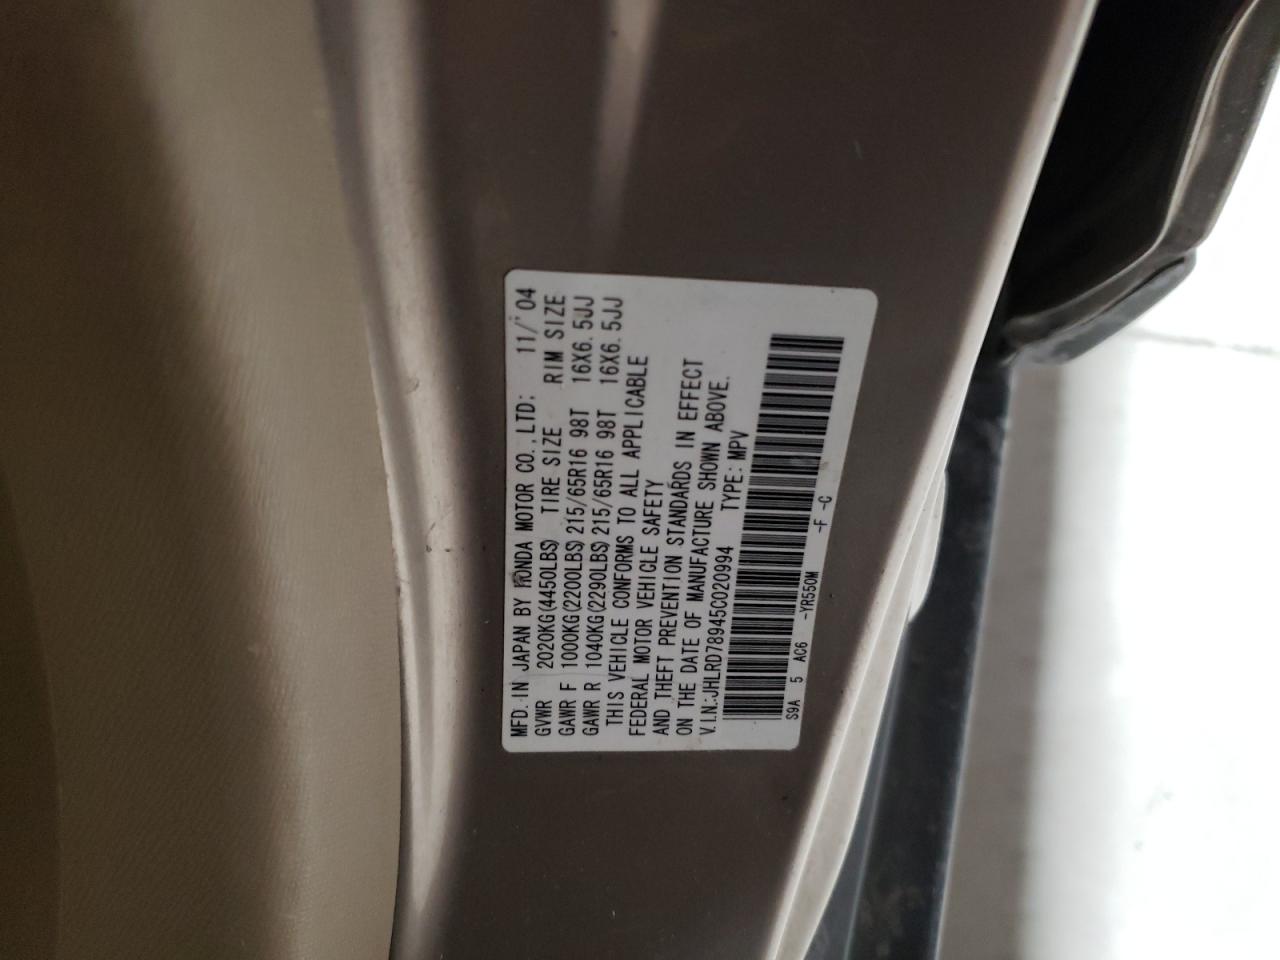 MFD. IN JAPAN BY HONDA MOTOR CO., LTD: 11/'04
GVWR 2020KG(4450LBS) TIRE SIZE RIM SIZE
GAWR F 1000KG(2200LBS) 215/65R16 98T 16X6.5JJ
GAWR R 1040KG(2290LBS) 215/65R16 98T 16X6.5JJ
THIS VEHICLE CONFORMS TO ALL APPLICABLE
FEDERAL MOTOR VEHICLE SAFETY
AND THEFT PREVENTION STANDARDS IN EFFECT
ON THE DATE OF MANUFACTURE SHOWN ABOVE.
V.I.N.:JHLRD78945C020994 TYPE: MPV
S9A 5 AC6 -YR550M -F -C